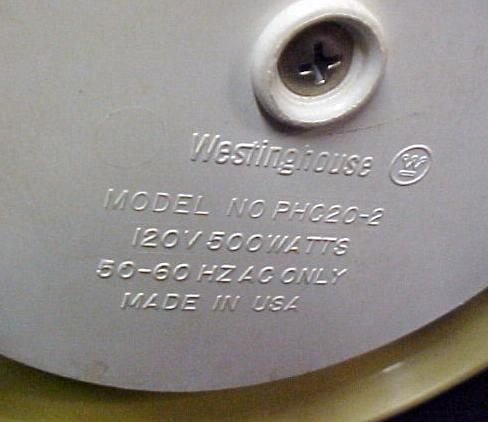 Westinghouse W
MODEL NO PHC20-2
120V 500WATTS
50-60 HZ AC ONLY
MADE IN USA